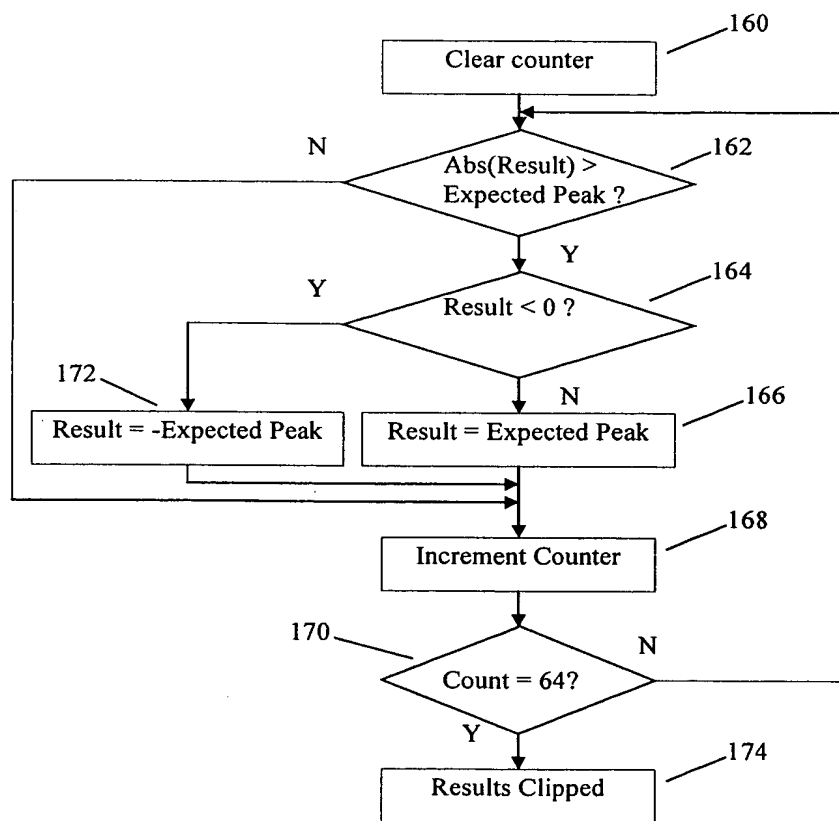 160
Clear counter
N
162
Abs(Result) >
Expected Peak ?
Y
164
Y
Result < 0 ?
172
N
166
Result = -Expected Peak
Result = Expected Peak
168
Increment Counter
170
N
Count = 64?
Y
174
Results Clipped